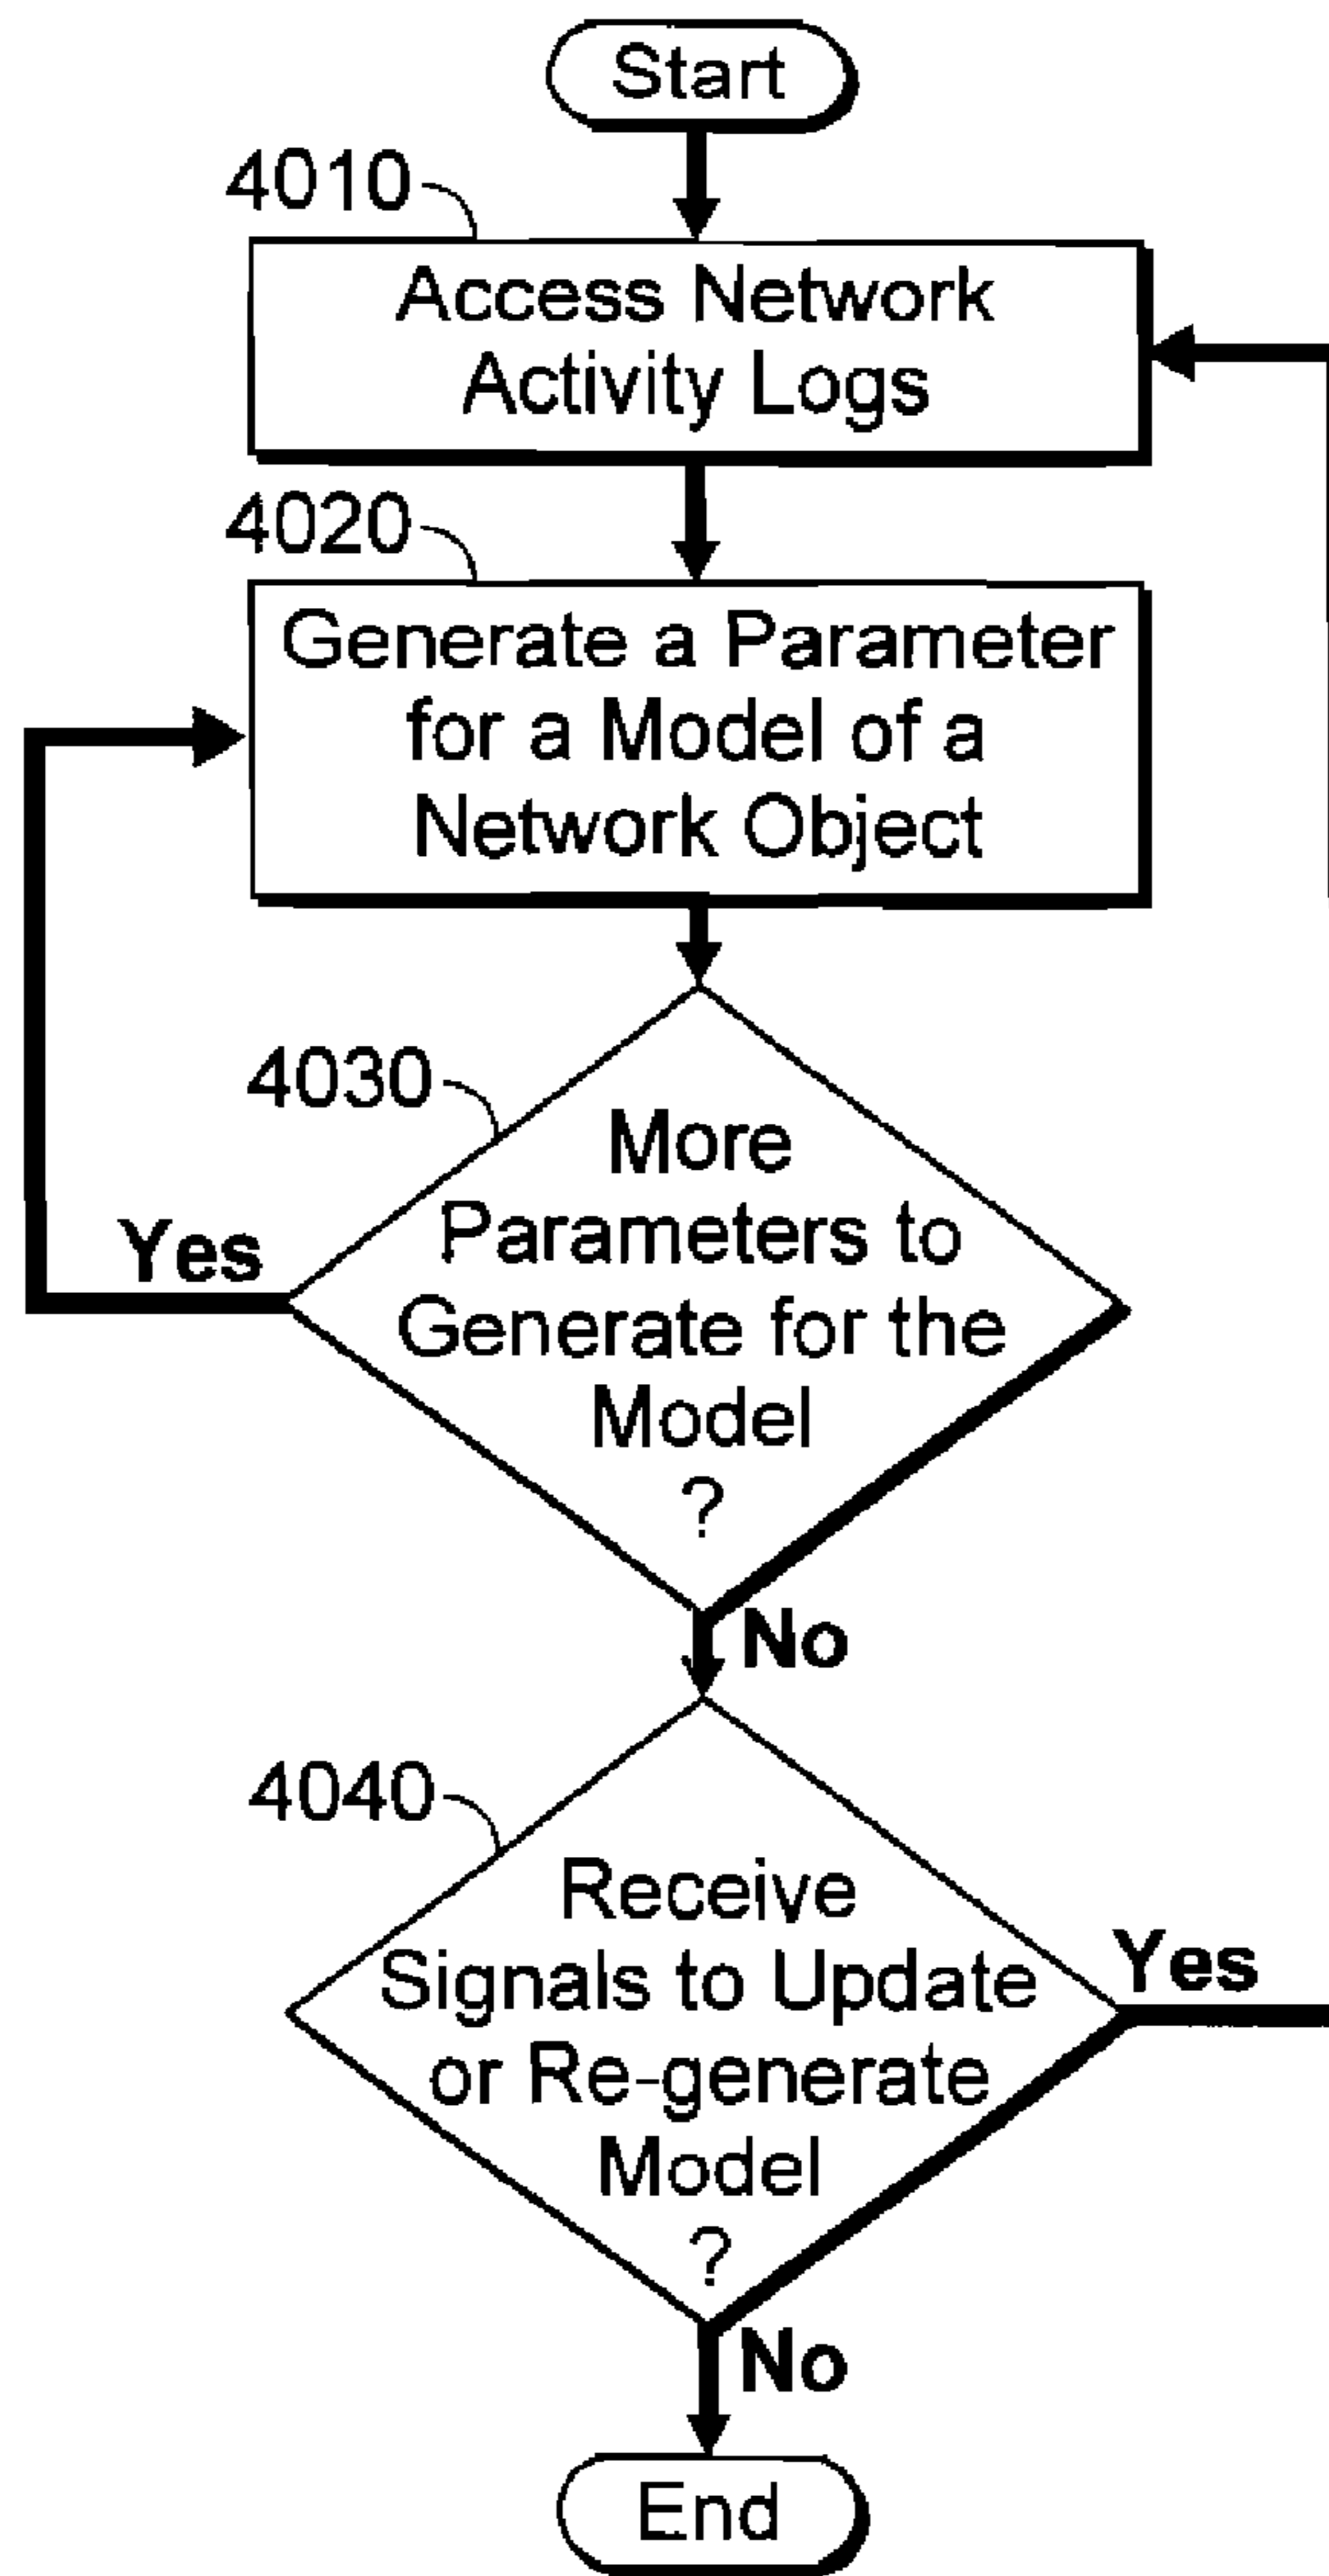 Start
4010
Access Network
Activity Logs
4020
Generate a Parameter
for a Model of a
Network Object
4030
More
Parameters to
Generate for the
Model
?
Yes
No
4040
Receive
Signals to Update
or Re-generate
Model
?
Yes
No
End